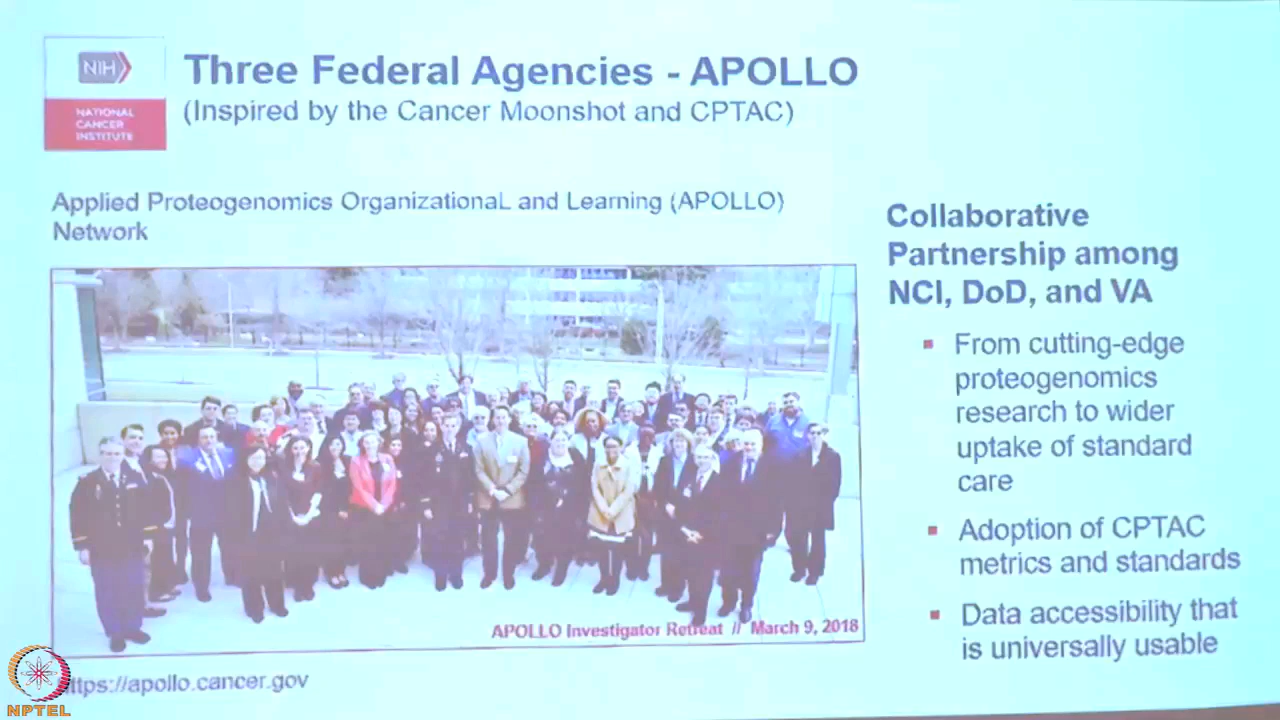 NIH
NATIONAL
CANCER
INSTITUTE
Three Federal Agencies - APOLLO
(Inspired by the Cancer Moonshot and CPTAC)
Applied Proteogenomics OrganizationaL and Learning (APOLLO)
Network
APOLLO Investigator Retreat // March 9, 2018
ttps://apollo.cancer.gov
Collaborative
Partnership among
NCI, DoD, and VA
▪ From cutting-edge
proteogenomics
research to wider
uptake of standard
care
▪ Adoption of CPTAC
metrics and standards
▪ Data accessibility that
is universally usable
NPTEL